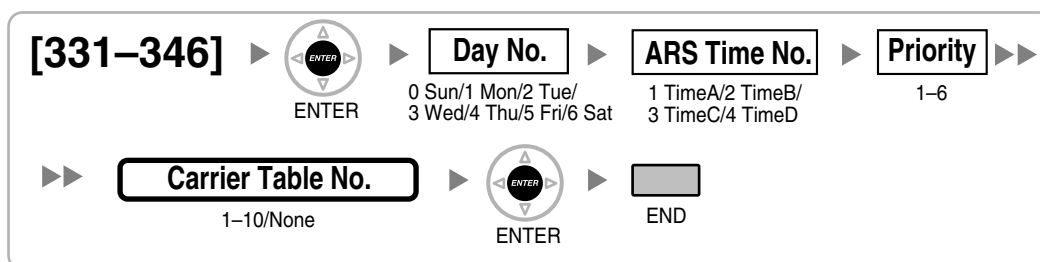 [331–346] ENTER Day No. ARS Time No. Priority
ENTER
0 Sun/1 Mon/2 Tue/
3 Wed/4 Thu/5 Fri/6 Sat
1 TimeA/2 TimeB/
3 TimeC/4 TimeD
1–6
Carrier Table No. ENTER
1–10/None
ENTER
END